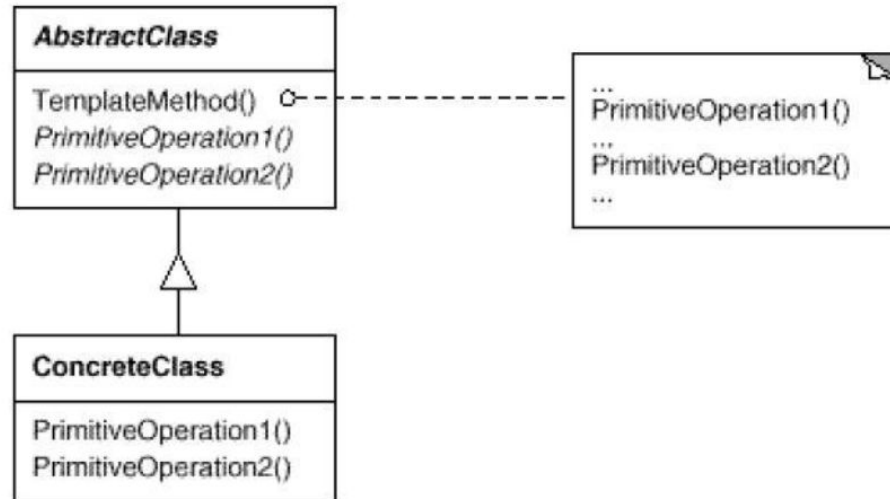 AbstractClass
TemplateMethod()
PrimitiveOperation1()
PrimitiveOperation2()
...
PrimitiveOperation1()
...
PrimitiveOperation2()
...
ConcreteClass
PrimitiveOperation1()
PrimitiveOperation2()